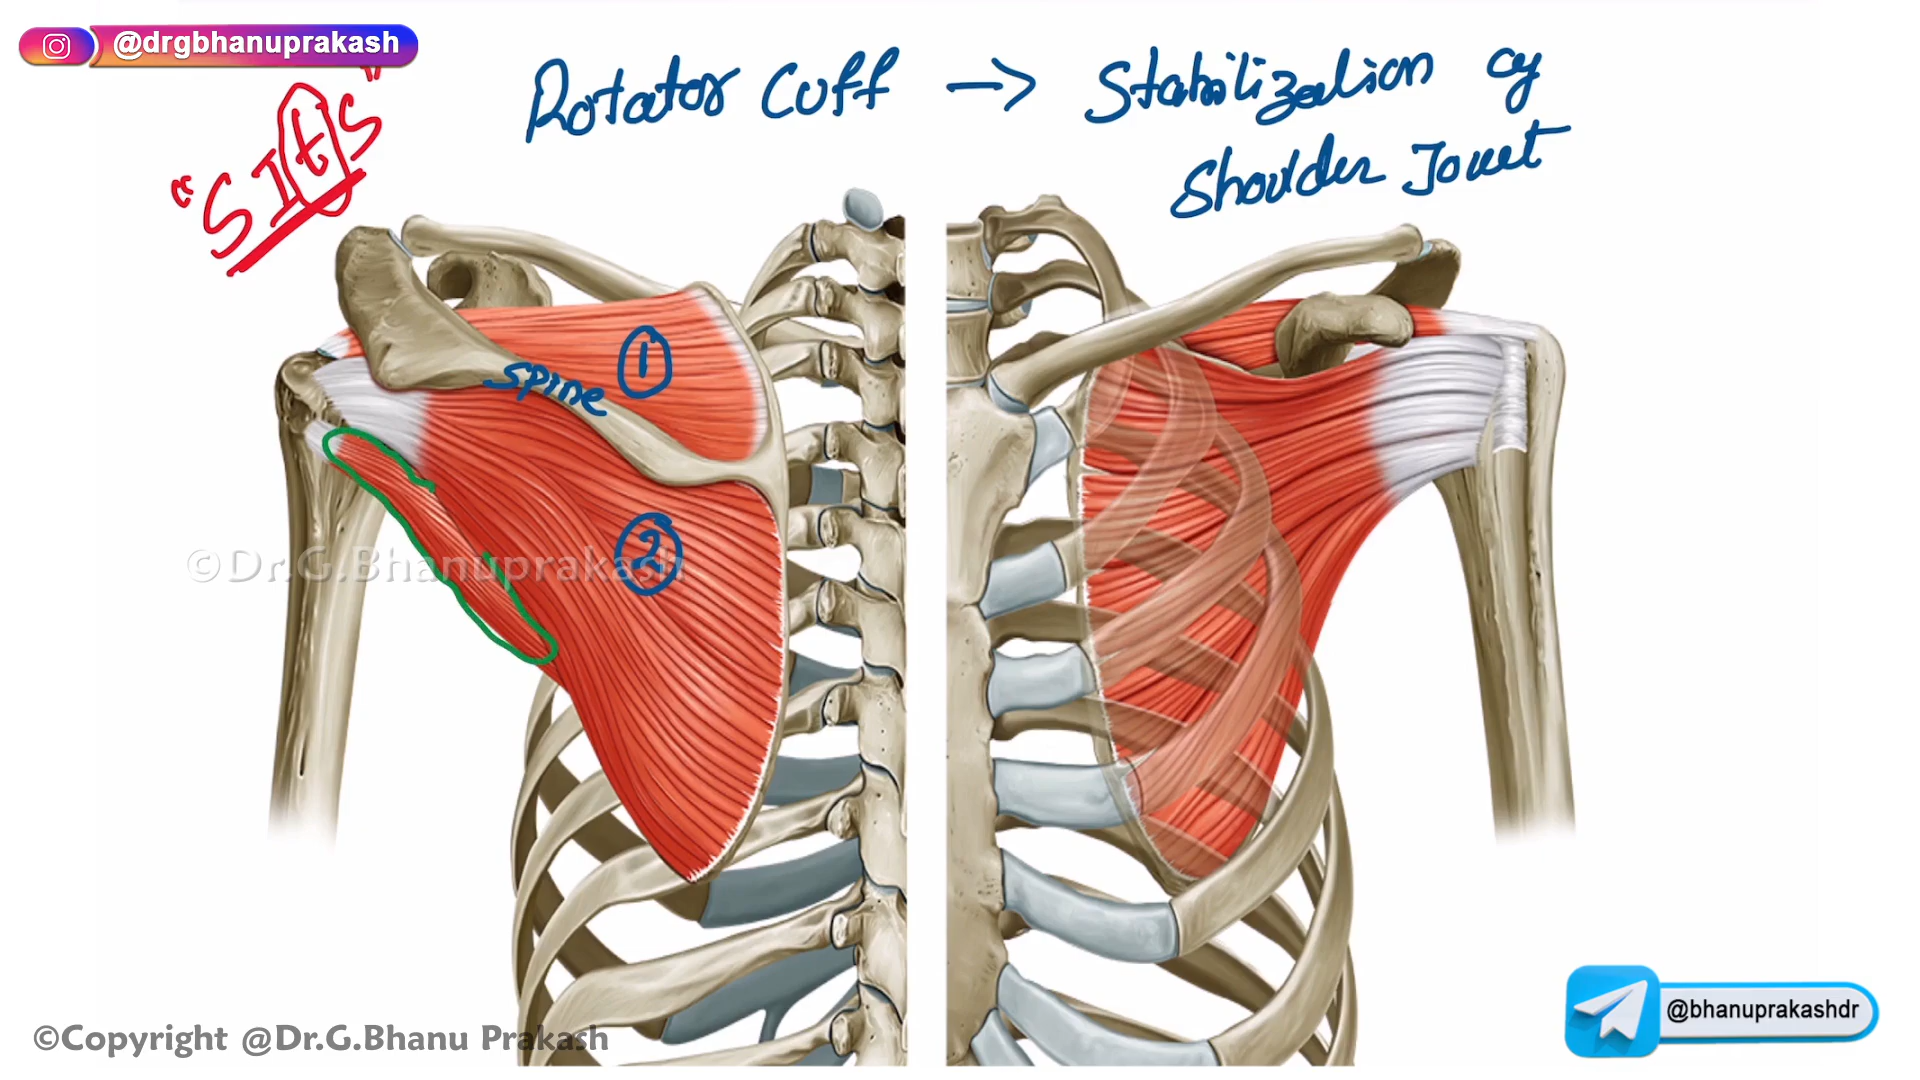 @drgbhanuprakash
"SItS"
Rotator Cuff → Stabilization of
Shoulder Joint
1
spine
2
©Dr.G.Bhanuprakash
@bhanuprakashdr
©Copyright @Dr.G.Bhanu Prakash